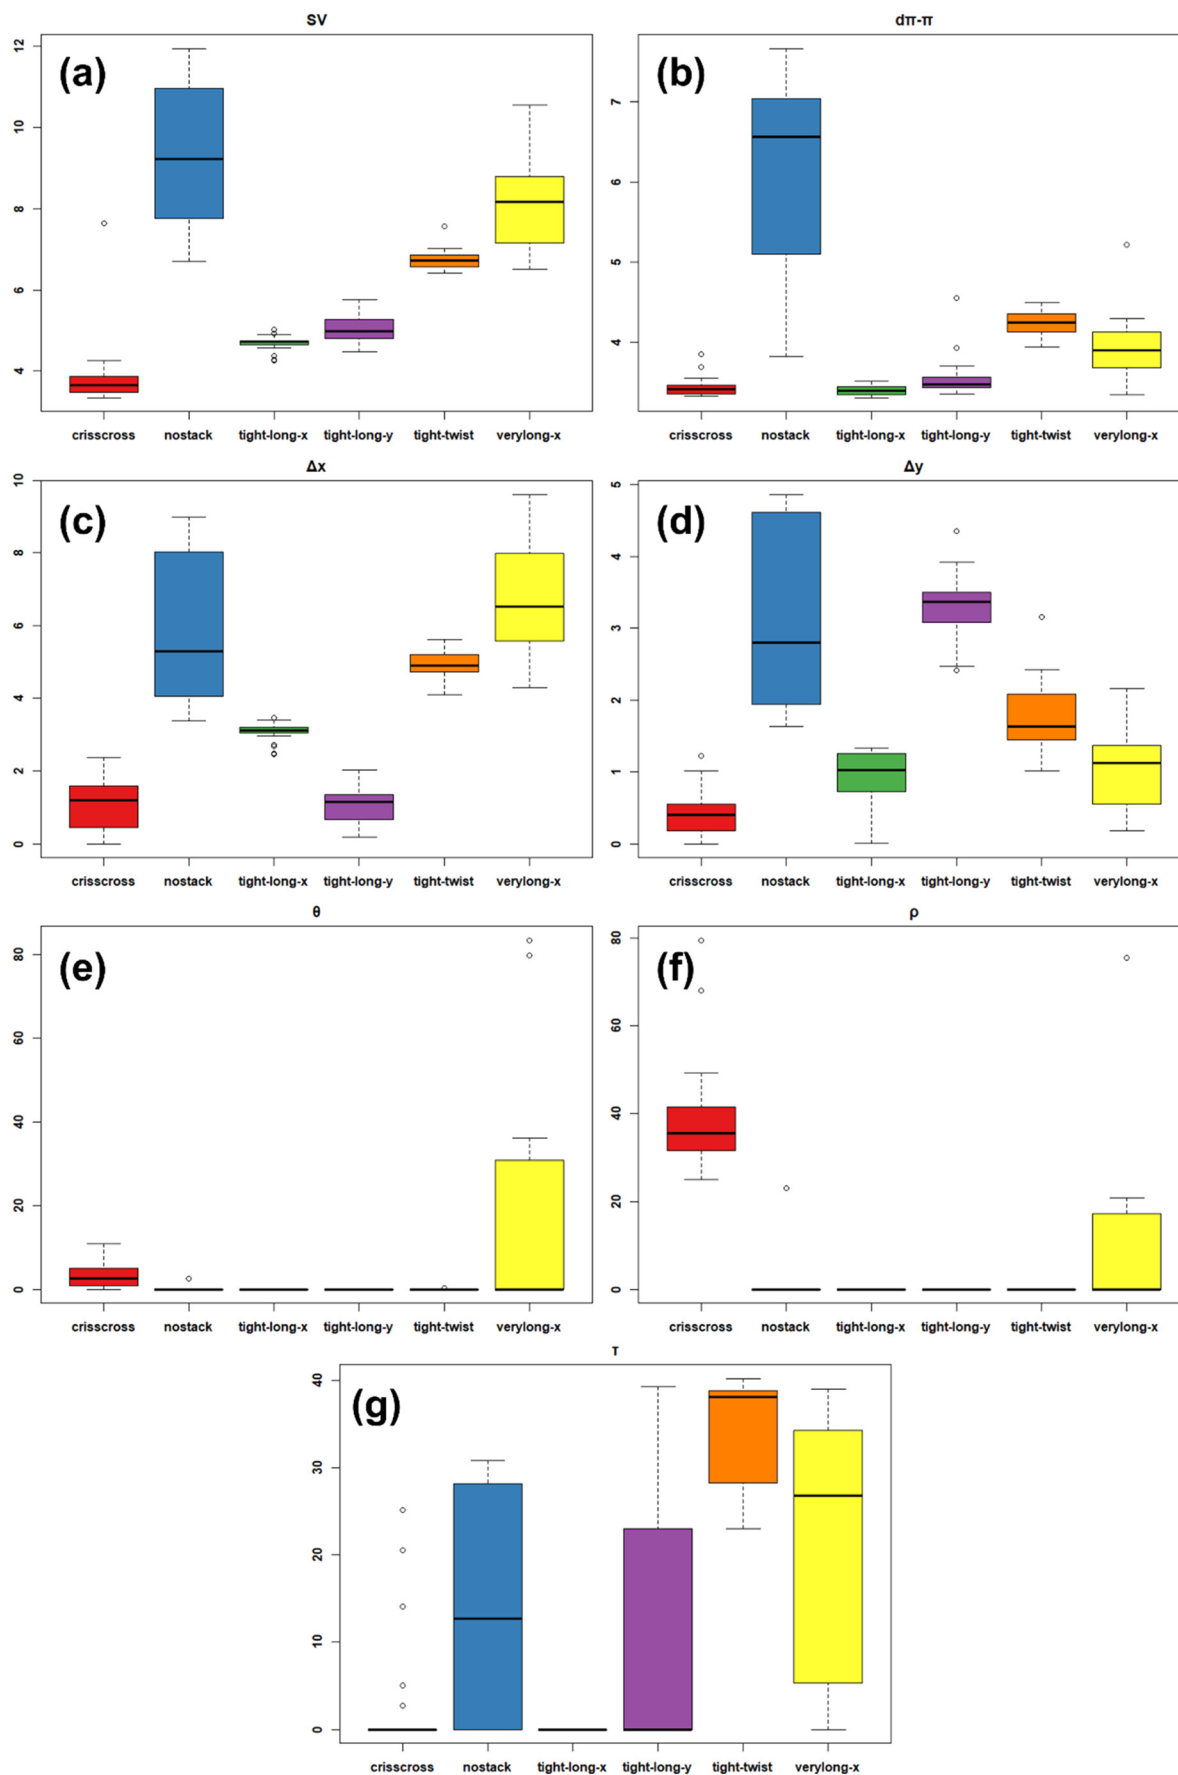 SV
(a)
12
10
8
6
4
crisscross nostack tight-long-x tight-long-y tight-twist verylong-x
dπ-π
(b)
7
6
5
4
crisscross nostack tight-long-x tight-long-y tight-twist verylong-x
Δx
(c)
10
8
6
4
2
0
crisscross nostack tight-long-x tight-long-y tight-twist verylong-x
Δy
(d)
5
4
3
2
1
0
crisscross nostack tight-long-x tight-long-y tight-twist verylong-x
θ
(e)
80
60
40
20
0
crisscross nostack tight-long-x tight-long-y tight-twist verylong-x
ρ
(f)
80
60
40
20
0
crisscross nostack tight-long-x tight-long-y tight-twist verylong-x
τ
(g)
40
30
20
10
0
crisscross nostack tight-long-x tight-long-y tight-twist verylong-x